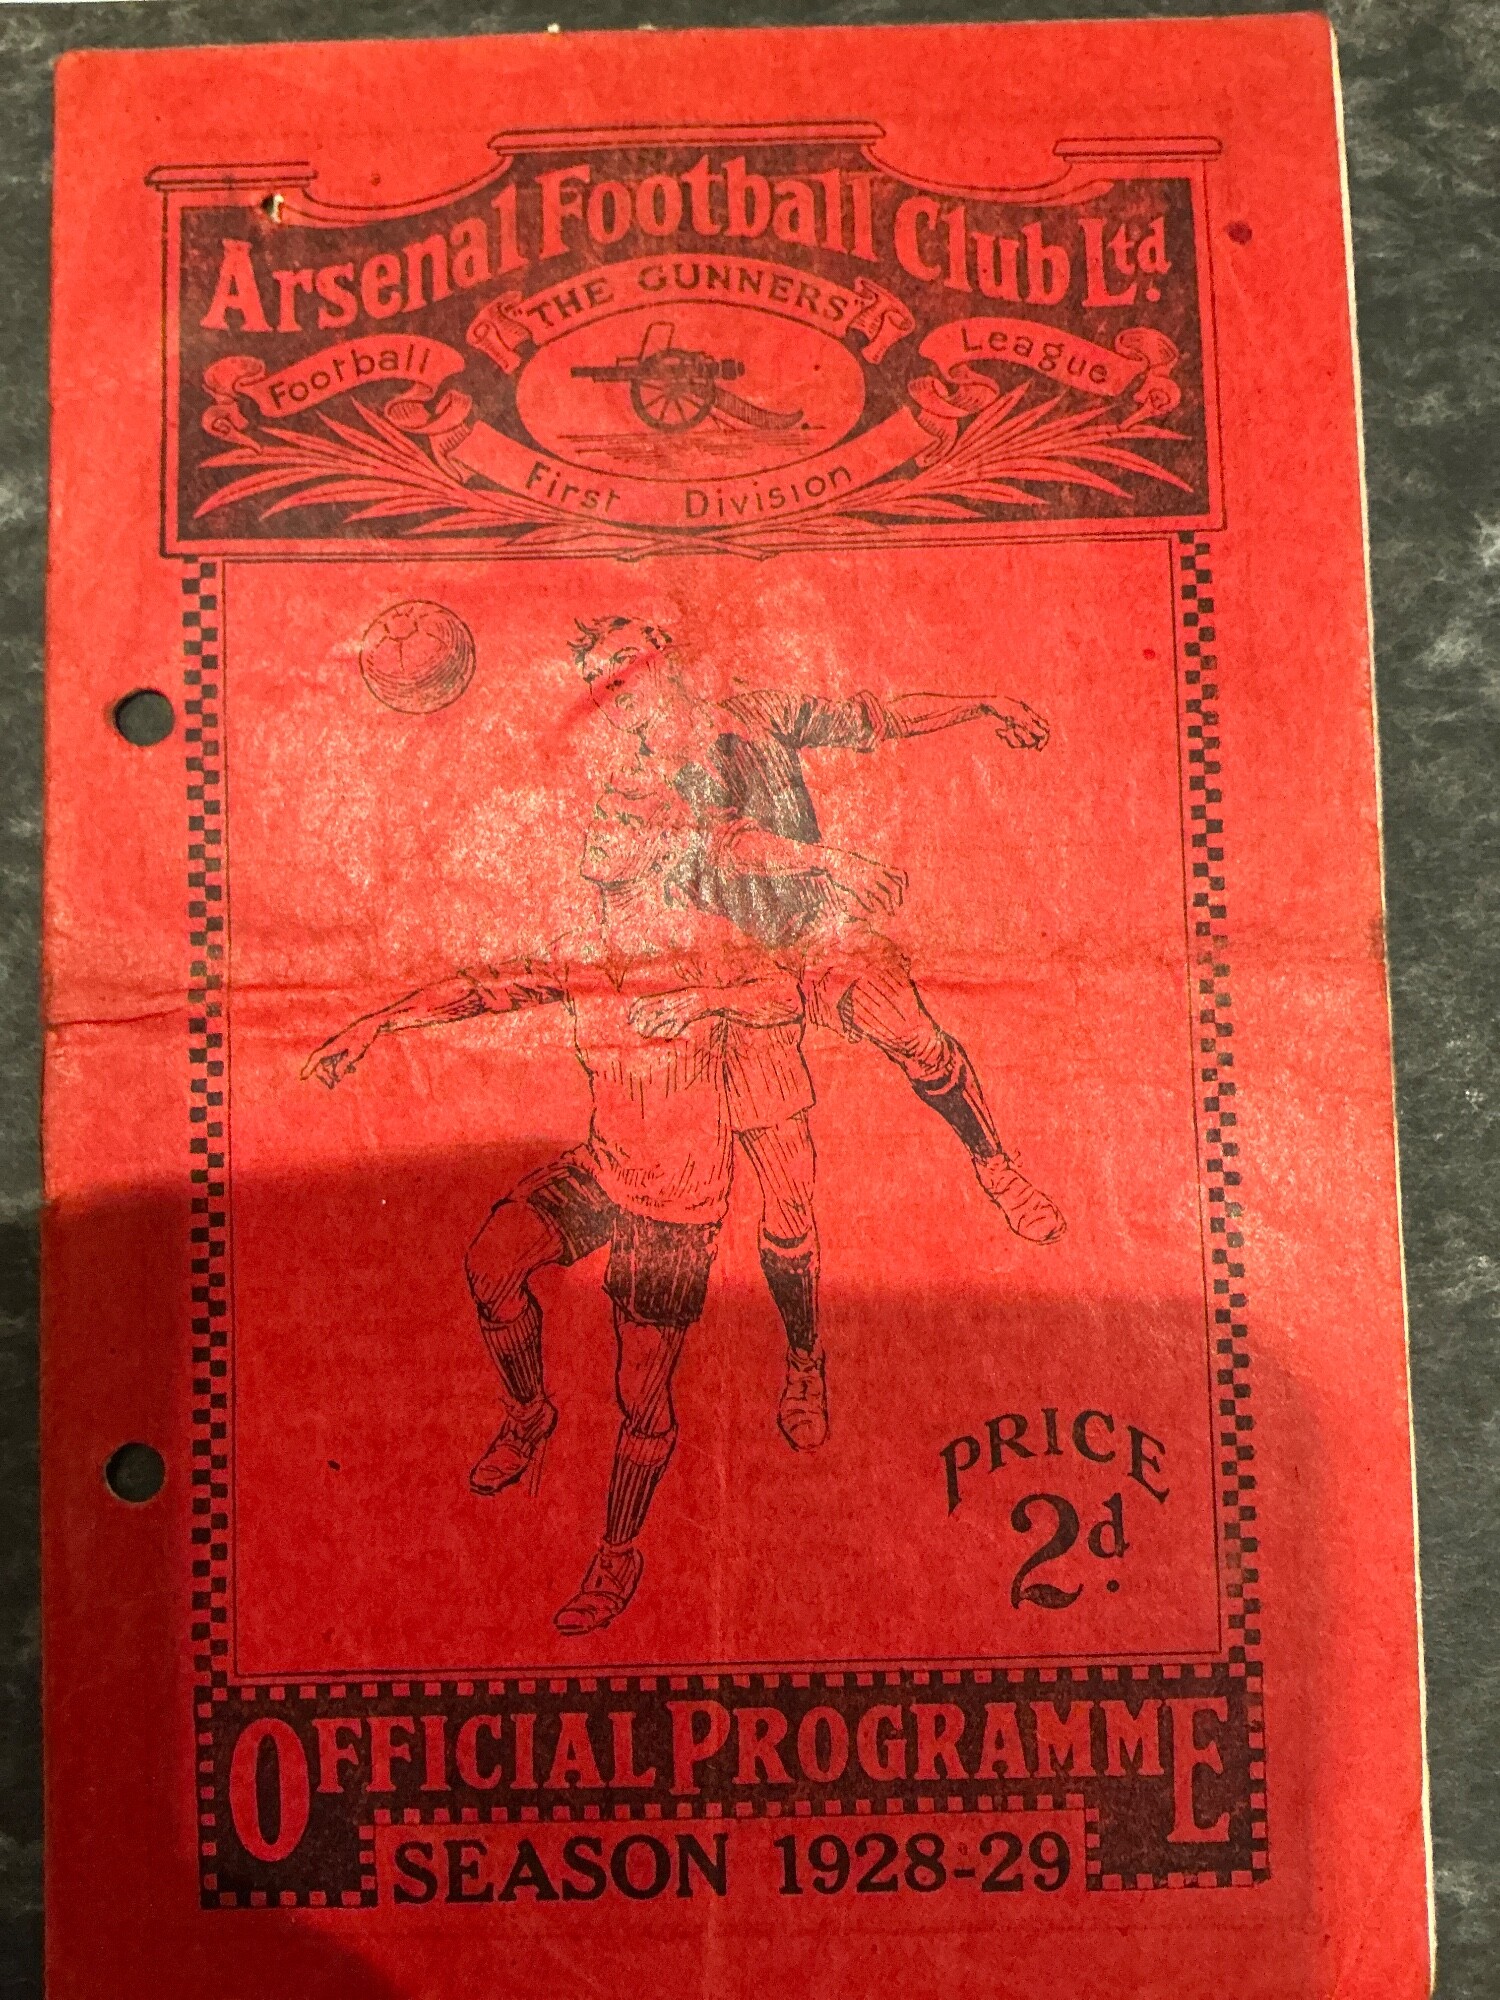 Arsenal Football Club Ltd.
"THE GUNNERS"
Football League
First Division
PRICE
2d.
OFFICIAL PROGRAMME
SEASON 1928-29